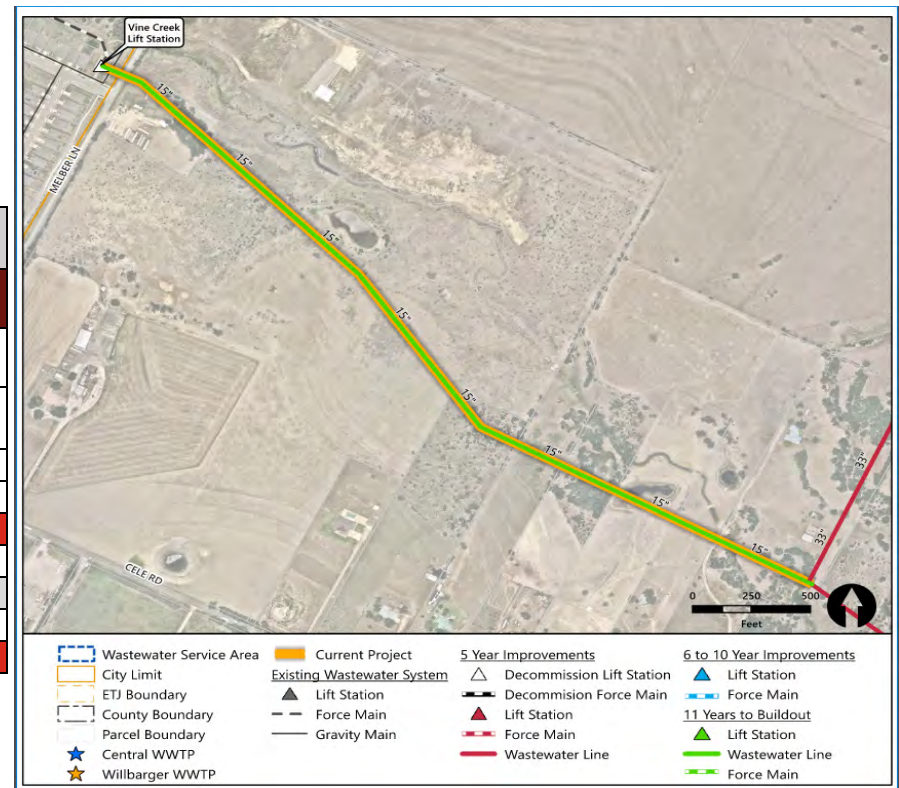 Vine Creek
Lift Station
15"
MELBER LN
15"
15"
15"
15"
15"
33"
15"
33"
15"
CELE RD
0 250 500
Feet
Wastewater Service Area
City Limit
ETJ Boundary
County Boundary
Parcel Boundary
Central WWTP
Willbarger WWTP
Current Project
Existing Wastewater System
Lift Station
Force Main
Gravity Main
5 Year Improvements
Decommission Lift Station
Decommision Force Main
Lift Station
Force Main
Wastewater Line
6 to 10 Year Improvements
Lift Station
Force Main
11 Years to Buildout
Lift Station
Wastewater Line
Force Main